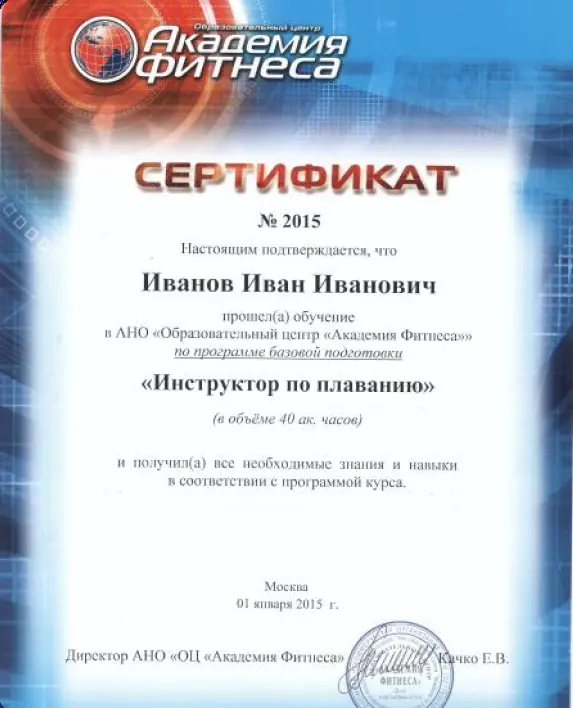 Образовательный центр
Академия
фитнеса
СЕРТИФИКАТ
№ 2015
Настоящим подтверждается, что
Иванов Иван Иванович
прошел(а) обучение
в АНО «Образовательный центр «Академия Фитнеса»»
по программе базовой подготовки
«Инструктор по плаванию»
(в объёме 40 ак. часов)
и получил(а) все необходимые знания и навыки
в соответствии с программой курса.
Москва
01 января 2015 г.
Директор АНО «ОЦ «Академия Фитнеса» Качко Е.В.
ФИТНЕСА»